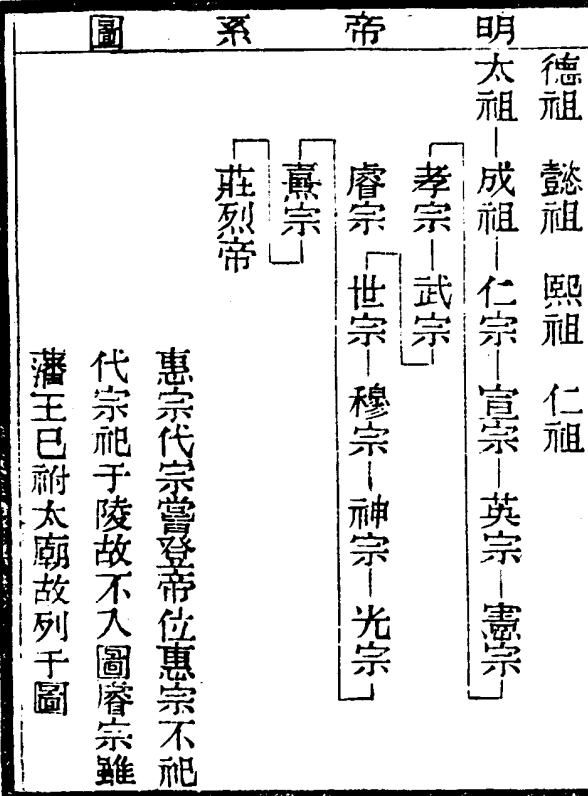 明帝系圖
德祖 懿祖 熙祖 仁祖
太祖 成祖 仁宗 宣宗 英宗 憲宗
孝宗 武宗
睿宗 世宗 穆宗 神宗 光宗
熹宗
莊烈帝
惠宗代宗嘗登帝位惠宗不祀
代宗祀于陵故不入圖睿宗雖
藩王已祔太廟故列于圖